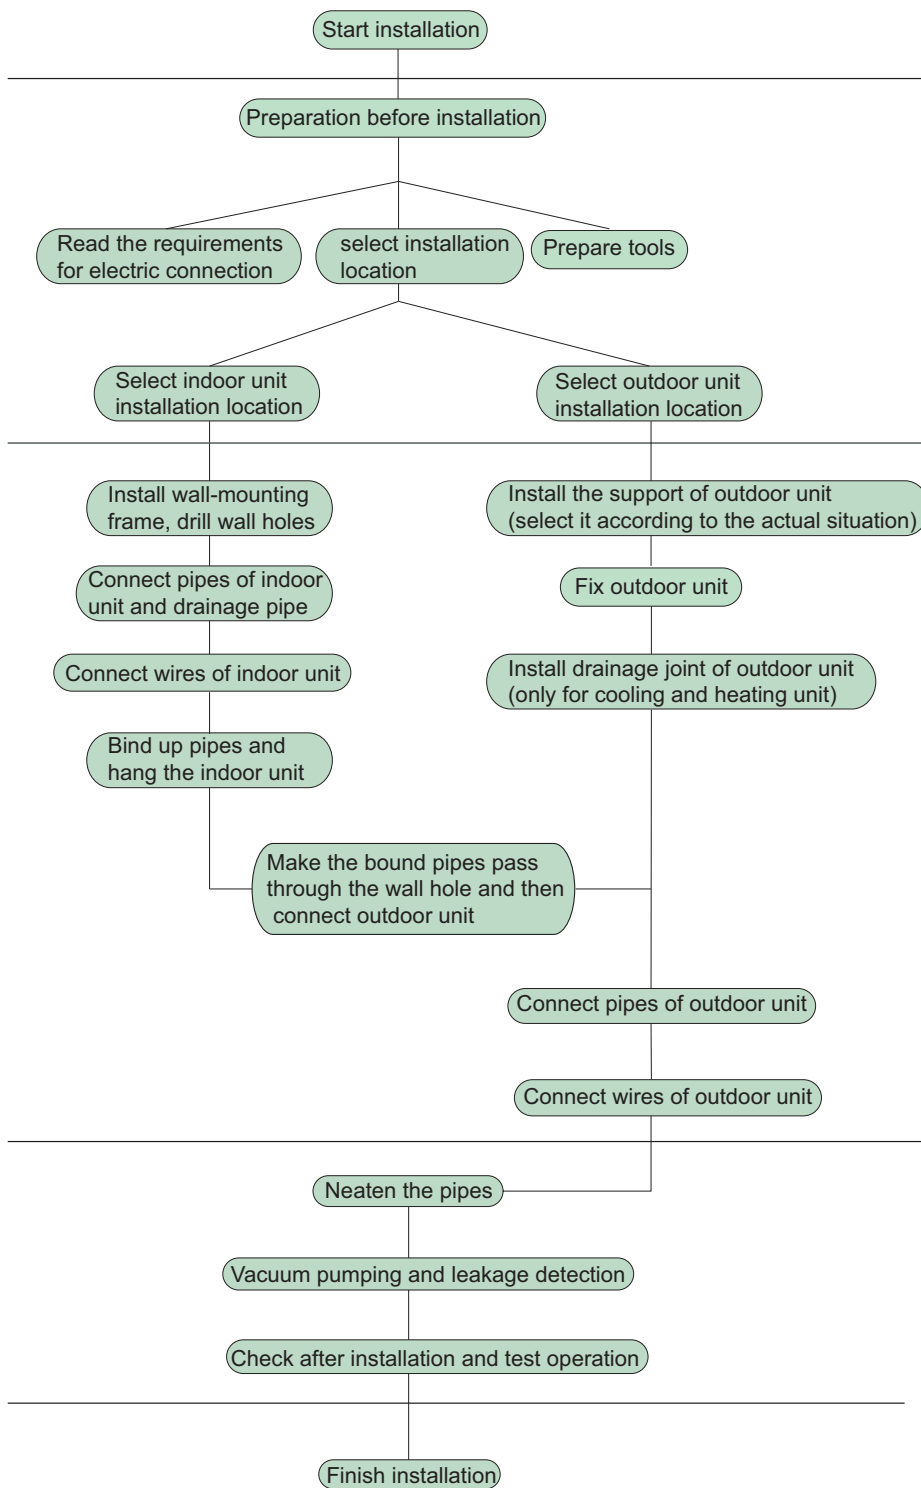 Start installation
Preparation before installation
Read the requirements
for electric connection
select installation
location
Prepare tools
Select indoor unit
installation location
Select outdoor unit
installation location
Install wall-mounting
frame, drill wall holes
Install the support of outdoor unit
(select it according to the actual situation)
Connect pipes of indoor
unit and drainage pipe
Fix outdoor unit
Connect wires of indoor unit
Install drainage joint of outdoor unit
(only for cooling and heating unit)
Bind up pipes and
hang the indoor unit
Make the bound pipes pass
through the wall hole and then
connect outdoor unit
Connect pipes of outdoor unit
Connect wires of outdoor unit
Neaten the pipes
Vacuum pumping and leakage detection
Check after installation and test operation
Finish installation